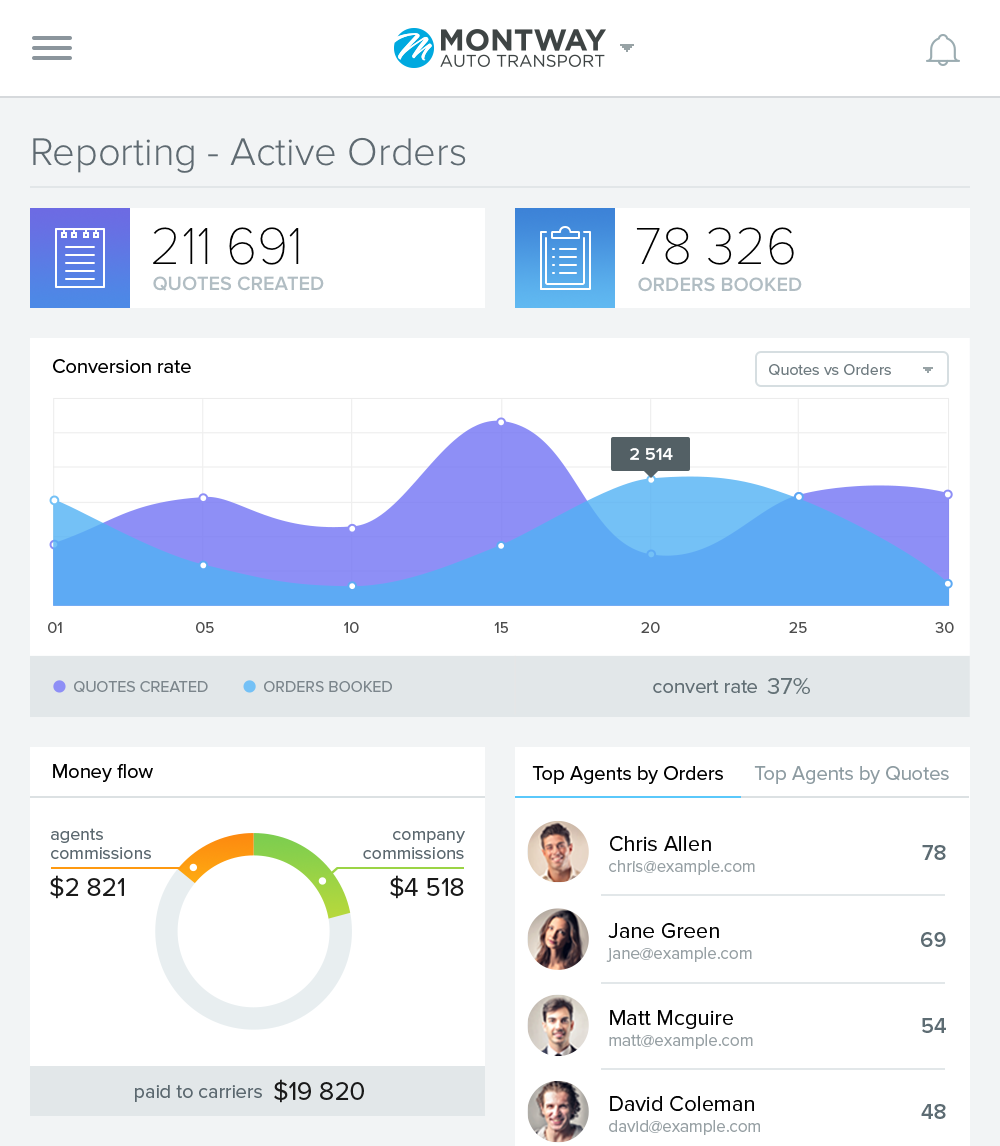 MONTWAY
AUTO TRANSPORT
Reporting - Active Orders
211 691
QUOTES CREATED
78 326
ORDERS BOOKED
Conversion rate
Quotes vs Orders
2 514
01 05 10 15 20 25 30
QUOTES CREATED ORDERS BOOKED convert rate 37%
Money flow
agents
commissions
$2 821
company
commissions
$4 518
paid to carriers $19 820
Top Agents by Orders Top Agents by Quotes
Chris Allen
chris@example.com
78
Jane Green
jane@example.com
69
Matt Mcguire
matt@example.com
54
David Coleman
david@example.com
48